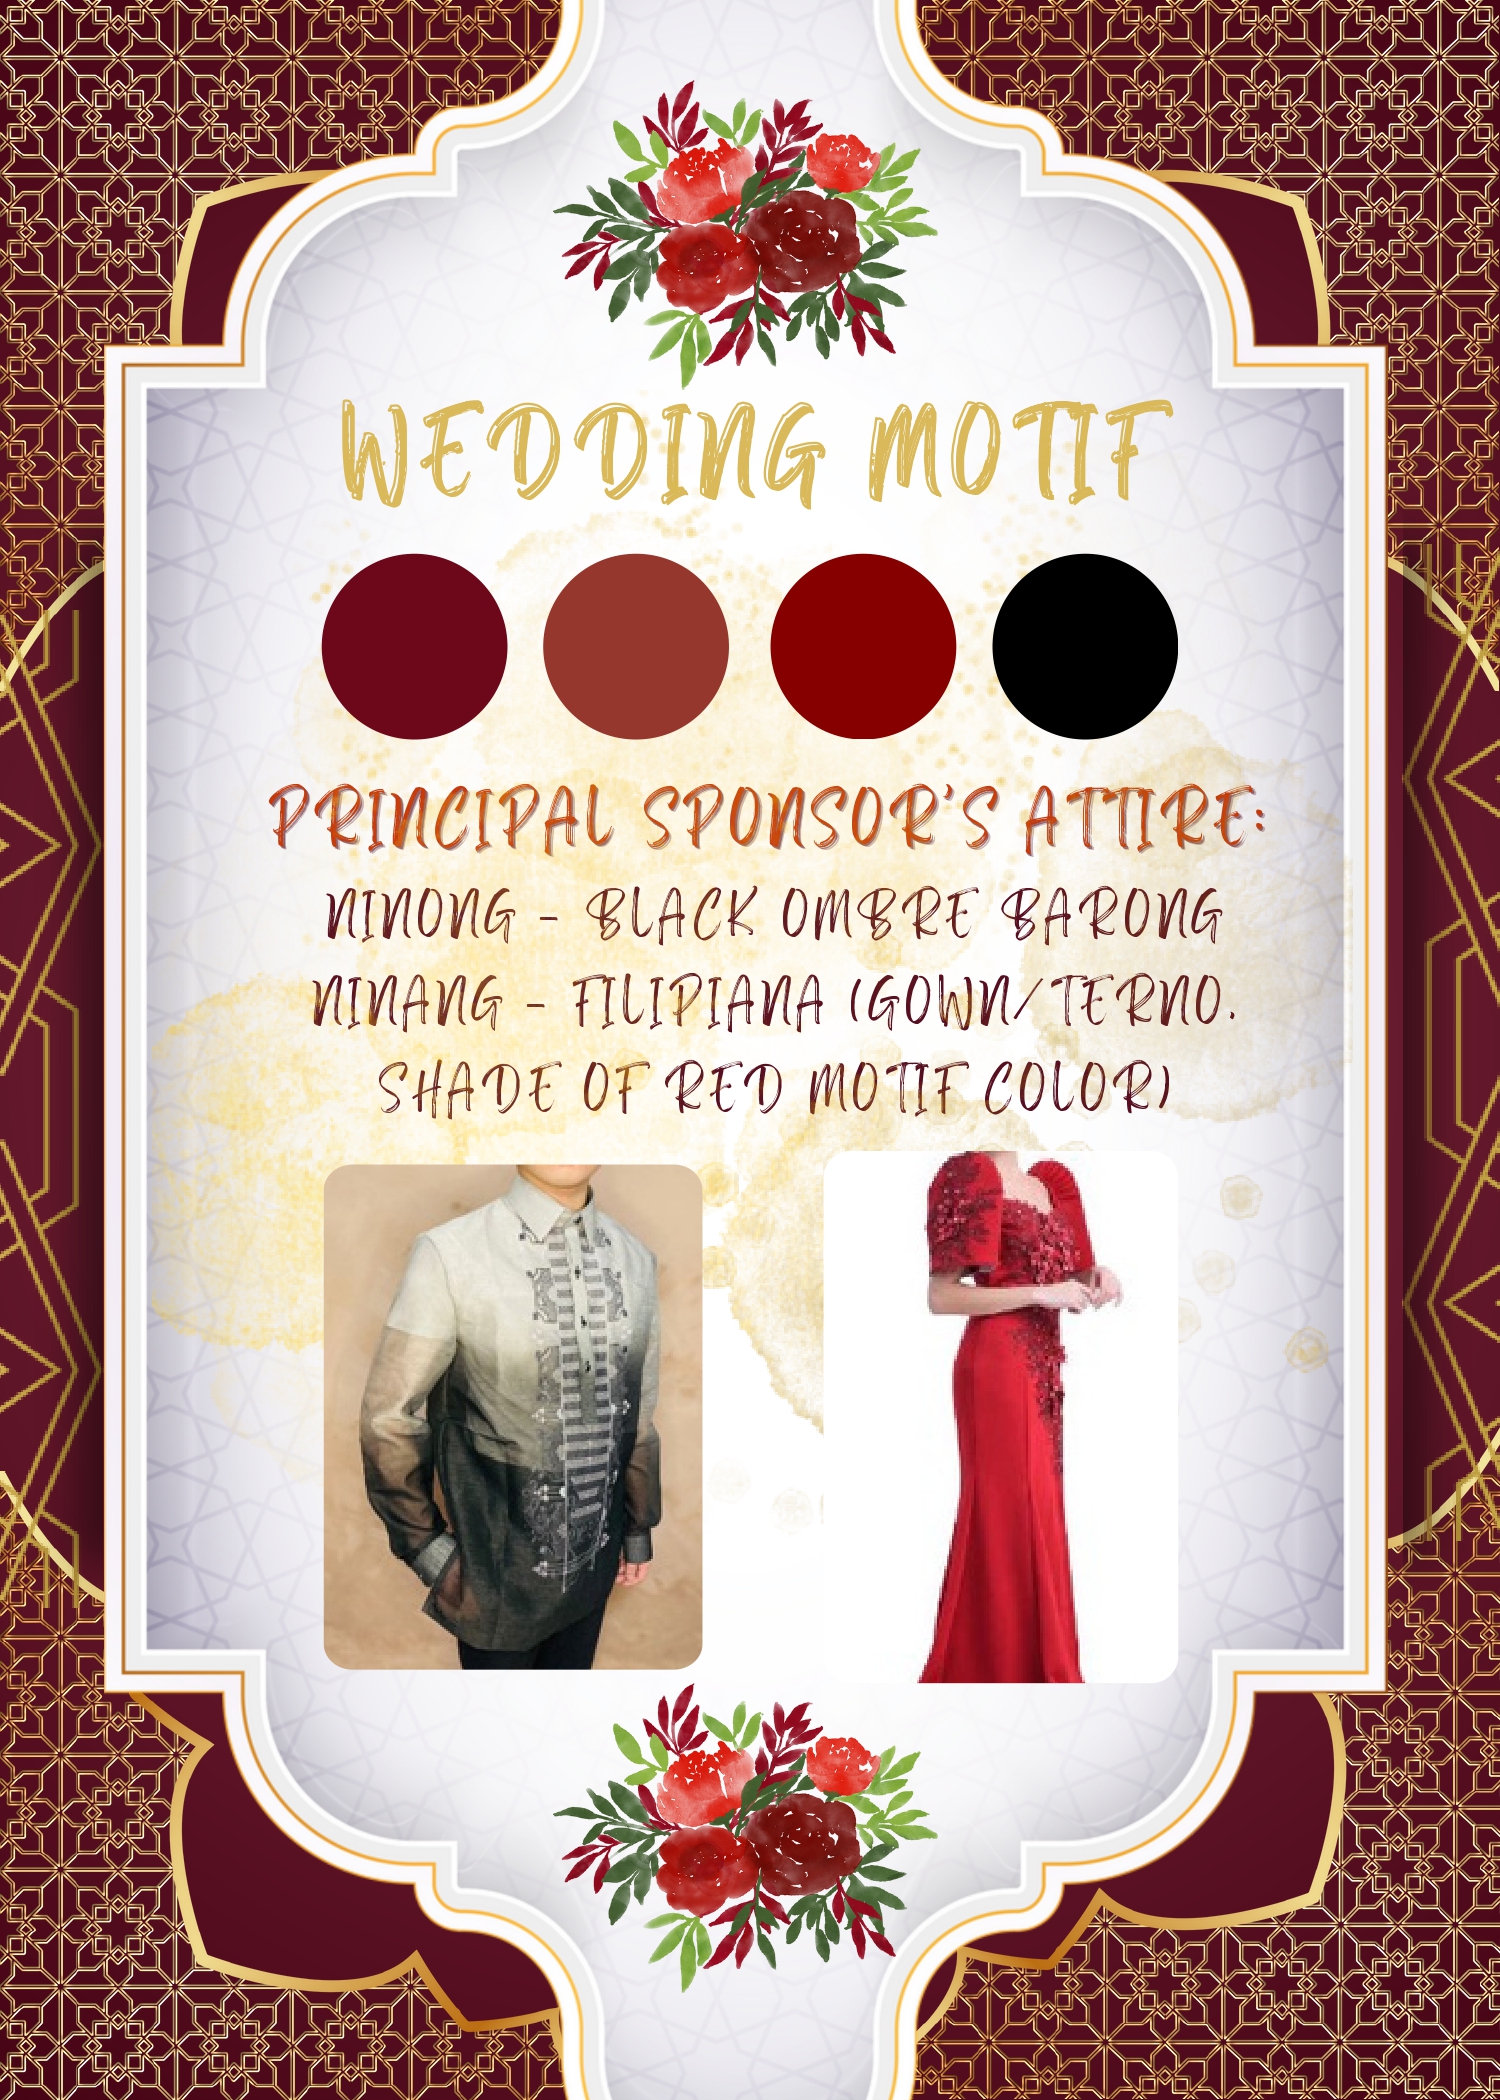 WEDDING MOTIF
PRINCIPAL SPONSOR'S ATTIRE:
NINONG - BLACK OMBRE BARONG
NINANG - FILIPIANA (GOWN/TERNO.
SHADE OF RED MOTIF COLOR)